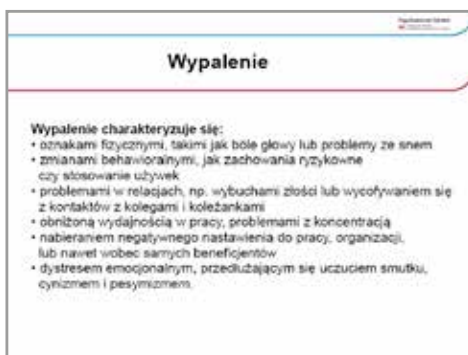 Wypalenie
Wypalenie charakteryzuje się:
• oznakami fizycznymi, takimi jak bóle głowy lub problemy ze snem
• zmianami behawioralnymi, jak zachowania ryzykowne
czy stosowanie używek
• problemami w relacjach, np. wybuchami złości lub wycofywaniem się
z kontaktów z kolegami i koleżankami
• obniżoną wydajnością w pracy, problemami z koncentracją
• nabieraniem negatywnego nastawienia do pracy, organizacji,
lub nawet wobec samych beneficjentów
• dystresem emocjonalnym, przedłużającym się uczuciem smutku,
cynizmem i pesymizmem.